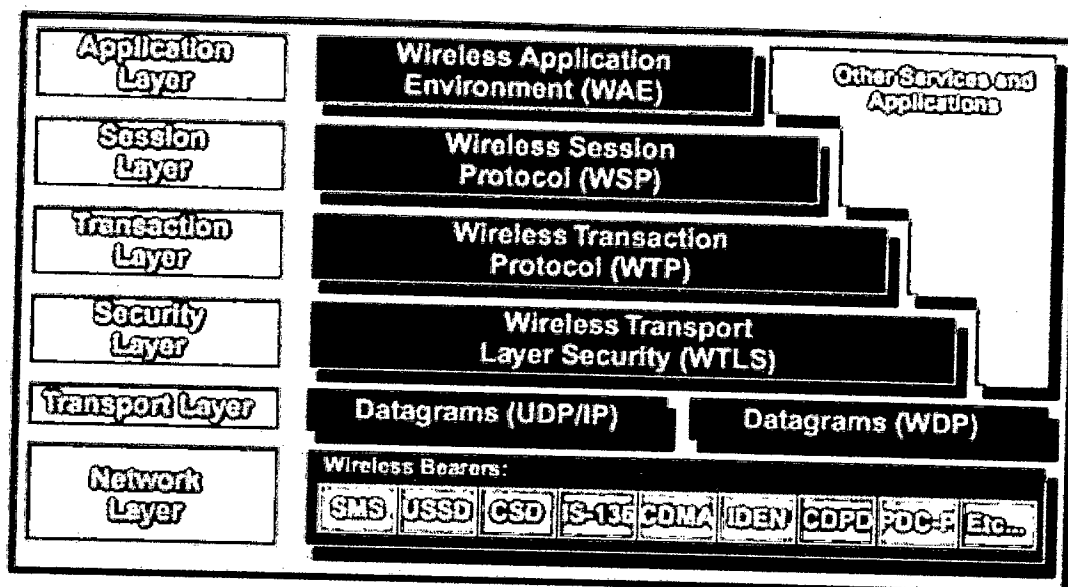 Application
Layer
Wireless Application
Environment (WAE)
Other Services and
Applications
Session
Layer
Wireless Session
Protocol (WSP)
Transaction
Layer
Wireless Transaction
Protocol (WTP)
Security
Layer
Wireless Transport
Layer Security (WTLS)
Transport Layer
Datagrams (UDP/IP)
Datagrams (WDP)
Network
Layer
Wireless Bearers:
SMS USSD CSD IS-136 CDMA IDEN CDPD PDC-P Etc...